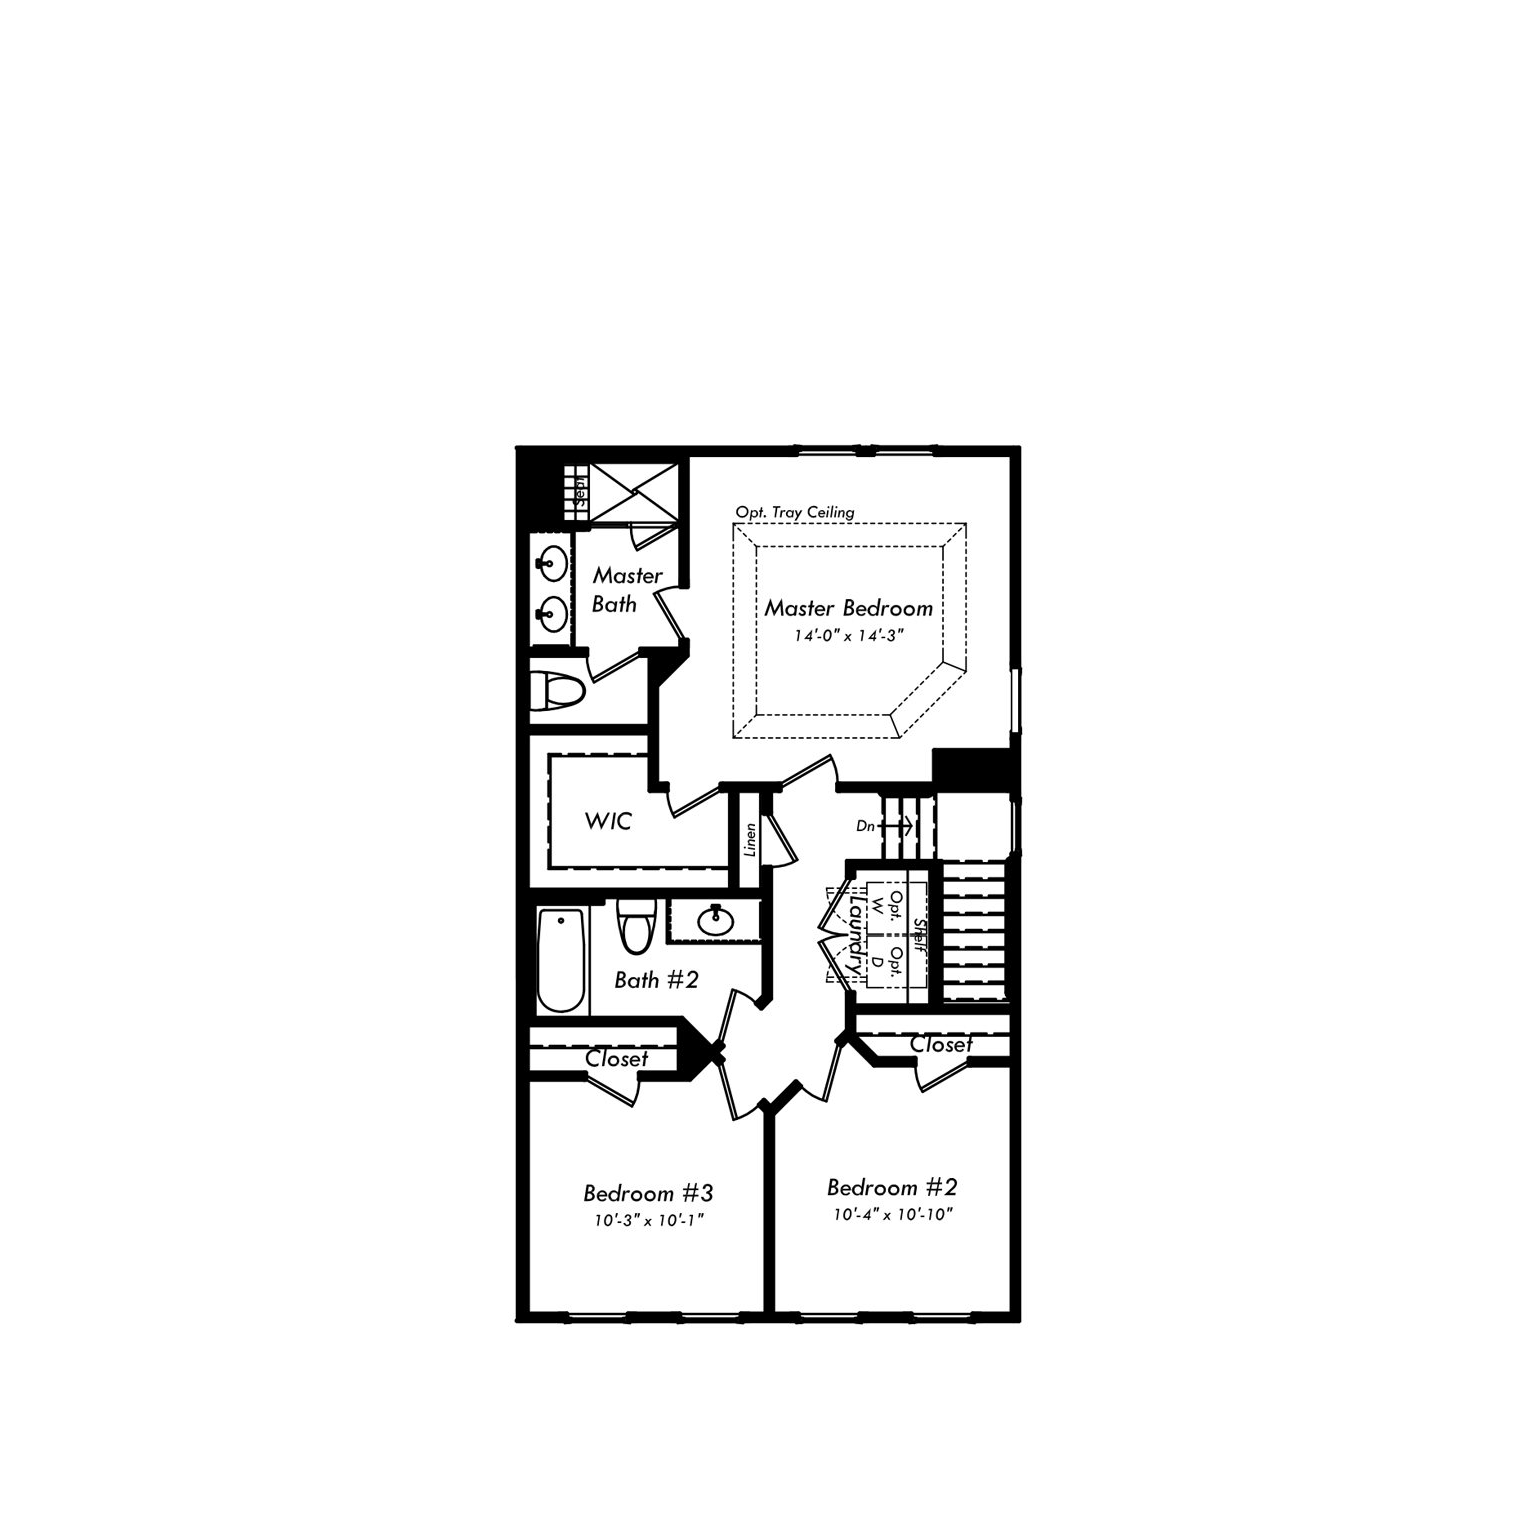 Seat
Opt. Tray Ceiling
Master
Bath
Master Bedroom
14'-0" x 14'-3"
WIC
Linen
Dn
Laundry
Opt.
W
Opt.
D
Shelf
Bath #2
Closet
Closet
Bedroom #3
10'-3" x 10'-1"
Bedroom #2
10'-4" x 10'-10"